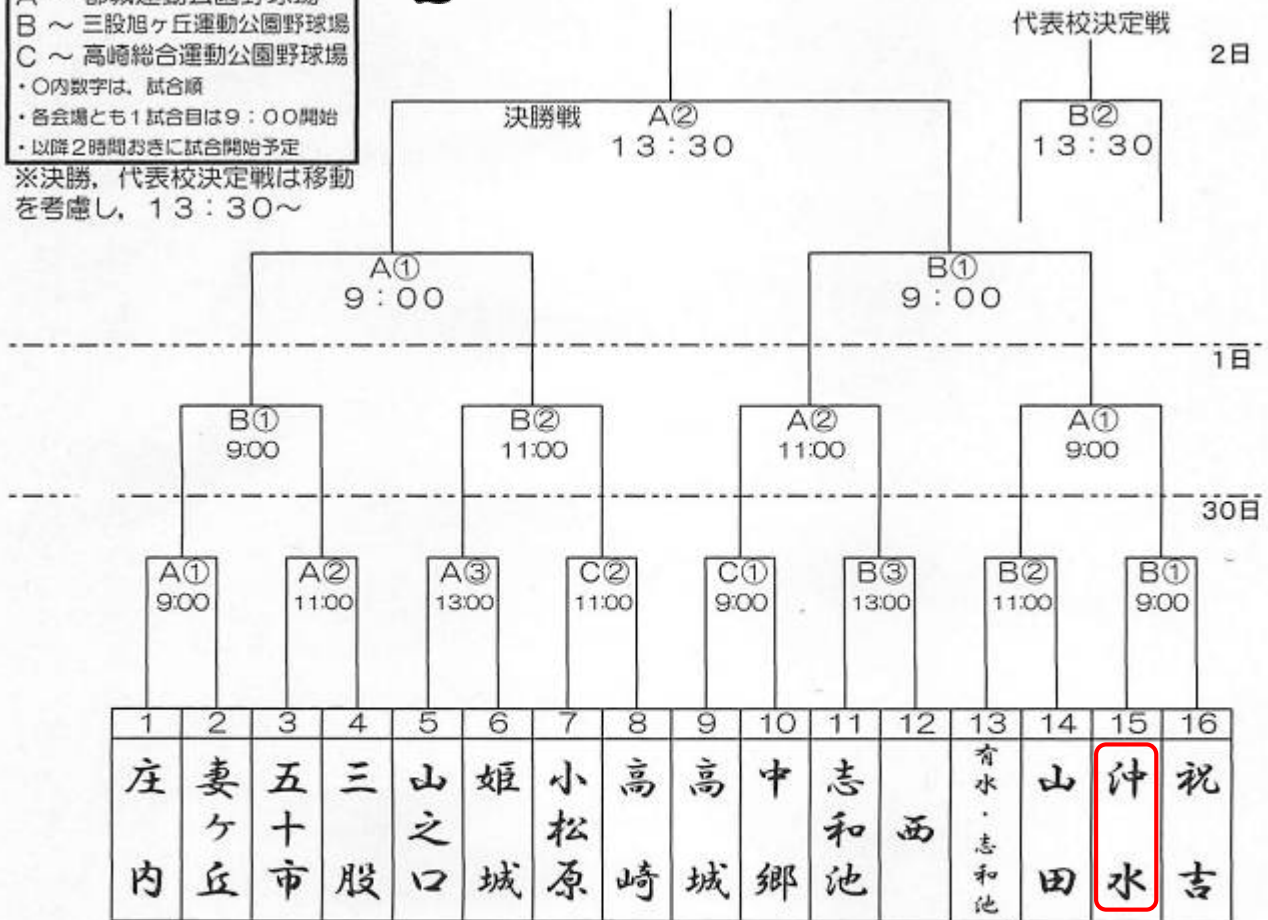 A ～ 都城運動公園野球場
B ～ 三股旭ヶ丘運動公園野球場
C ～ 高崎総合運動公園野球場
・○内数字は、試合順
・各会場とも1試合目は9：00開始
・以降2時間おきに試合開始予定
※決勝，代表校決定戦は移動
を考慮し，13：30～
代表校決定戦
2日
決勝戦 A② B②
13：30 13：30
A① B①
9：00 9：00
1日
B① B② A② A①
9:00 11:00 11:00 9:00
30日
A① A② A③ C② C① B③ B② B①
9:00 11:00 13:00 11:00 9:00 13:00 11:00 9:00
1 2 3 4 5 6 7 8 9 10 11 12 13 14 15 16
庄内
妻ケ丘
五十市
三股
山之口
姫城
小松原
高崎
高城
中郷
志和池
西
有水・志和池
山田
沖水
祝吉